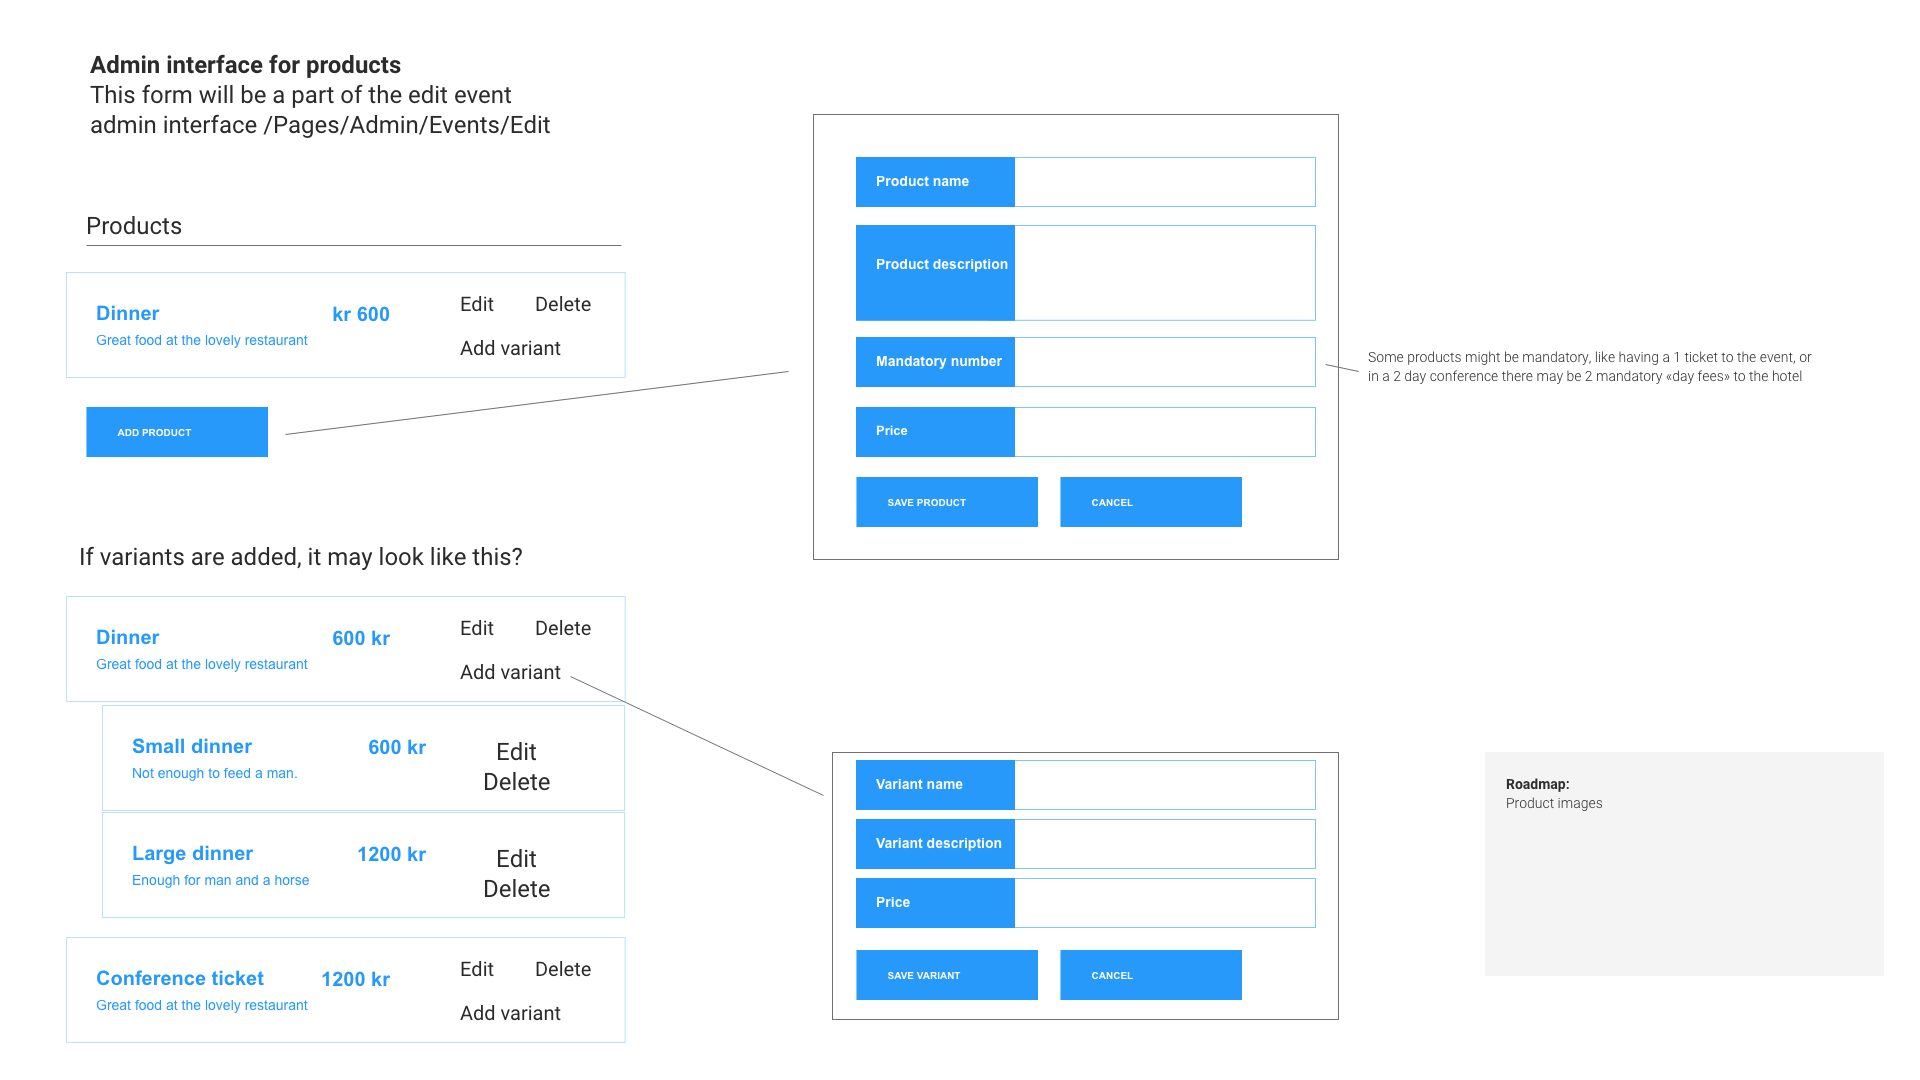 Admin interface for products
This form will be a part of the edit event
admin interface /Pages/Admin/Events/Edit
Products
Dinner
kr 600
Edit
Delete
Great food at the lovely restaurant
Add variant
ADD PRODUCT
Product name
Product description
Mandatory number
Price
SAVE PRODUCT
CANCEL
Some products might be mandatory, like having a 1 ticket to the event, or
in a 2 day conference there may be 2 mandatory «day fees» to the hotel
If variants are added, it may look like this?
Dinner
600 kr
Edit
Delete
Great food at the lovely restaurant
Add variant
Small dinner
600 kr
Edit
Delete
Not enough to feed a man.
Large dinner
1200 kr
Edit
Delete
Enough for man and a horse
Conference ticket
1200 kr
Edit
Delete
Great food at the lovely restaurant
Add variant
Variant name
Variant description
Price
SAVE VARIANT
CANCEL
Roadmap:
Product images